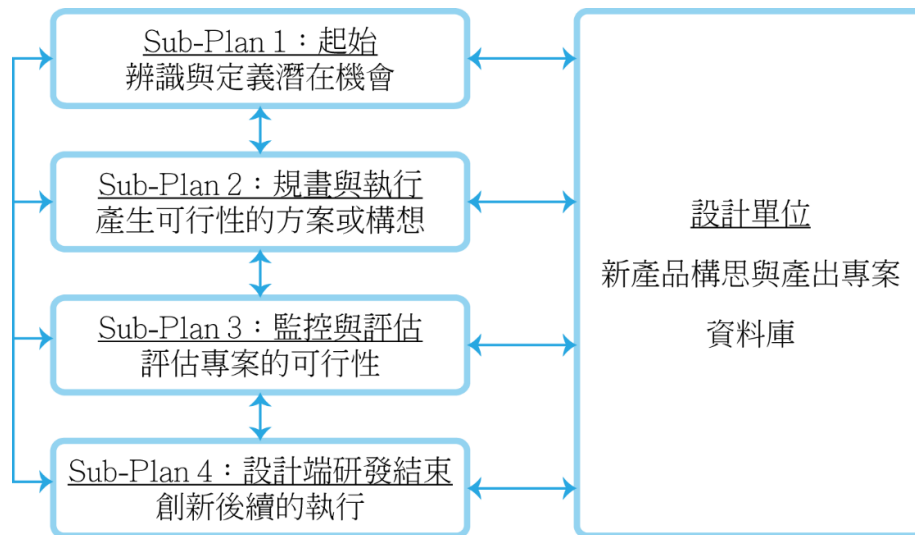 Sub-Plan 1：起始
辨識與定義潛在機會
Sub-Plan 2：規畫與執行
產生可行性的方案或構想
Sub-Plan 3：監控與評估
評估專案的可行性
Sub-Plan 4：設計端研發結束
創新後續的執行
設計單位
新產品構思與產出專案
資料庫